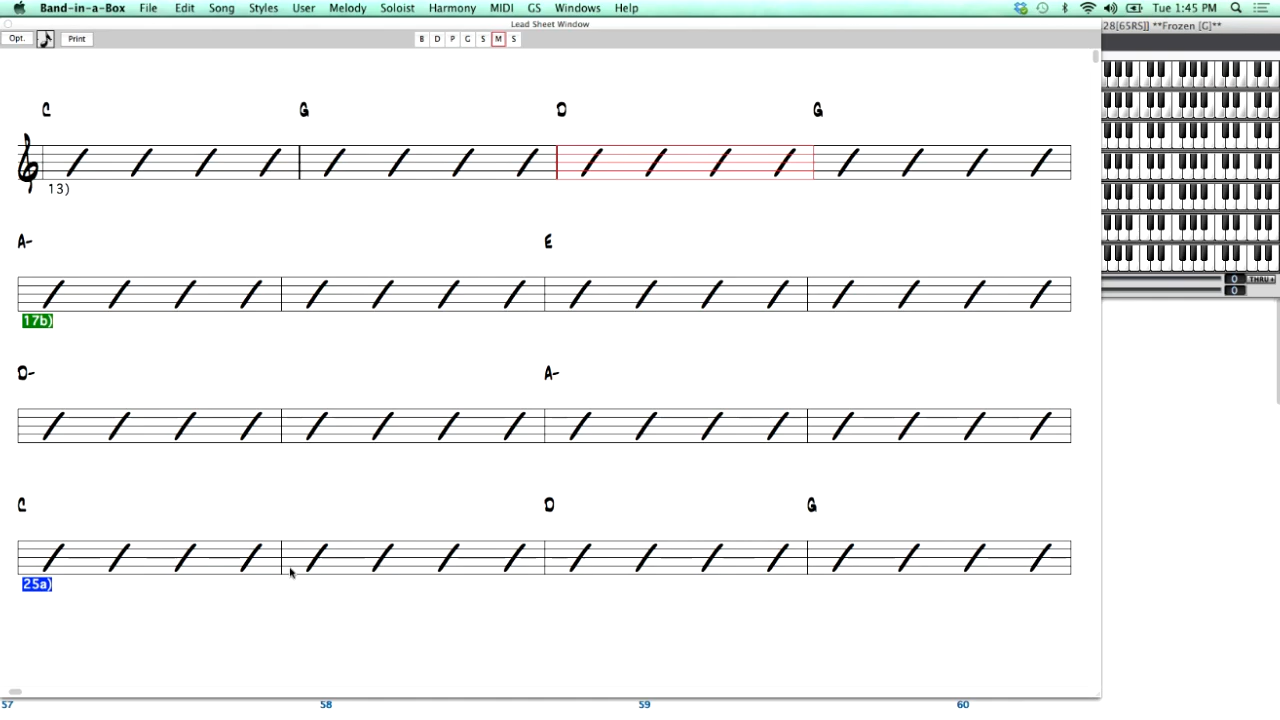 Band-in-a-Box File Edit Song Styles User Melody Soloist Harmony MIDI GS Windows Help Tue 1:45 PM
Lead Sheet Window
28[65RS]] **Frozen [G]**
Opt. Print B D P G S M S
C G D G
13)
A- E
17b)
D- A-
C D G
25a)
0 THRU
0
57 58 59 60